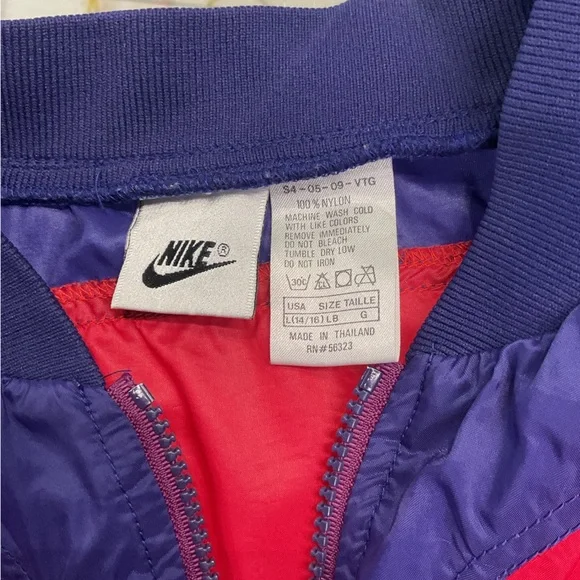 NIKE ®
S4-05-09-VTG
100% NYLON
MACHINE WASH COLD
WITH LIKE COLORS
REMOVE IMMEDIATELY
DO NOT BLEACH
TUMBLE DRY LOW
DO NOT IRON
30C
USA SIZE TAILLE
L(14/16) LB G
MADE IN THAILAND
RN#56323